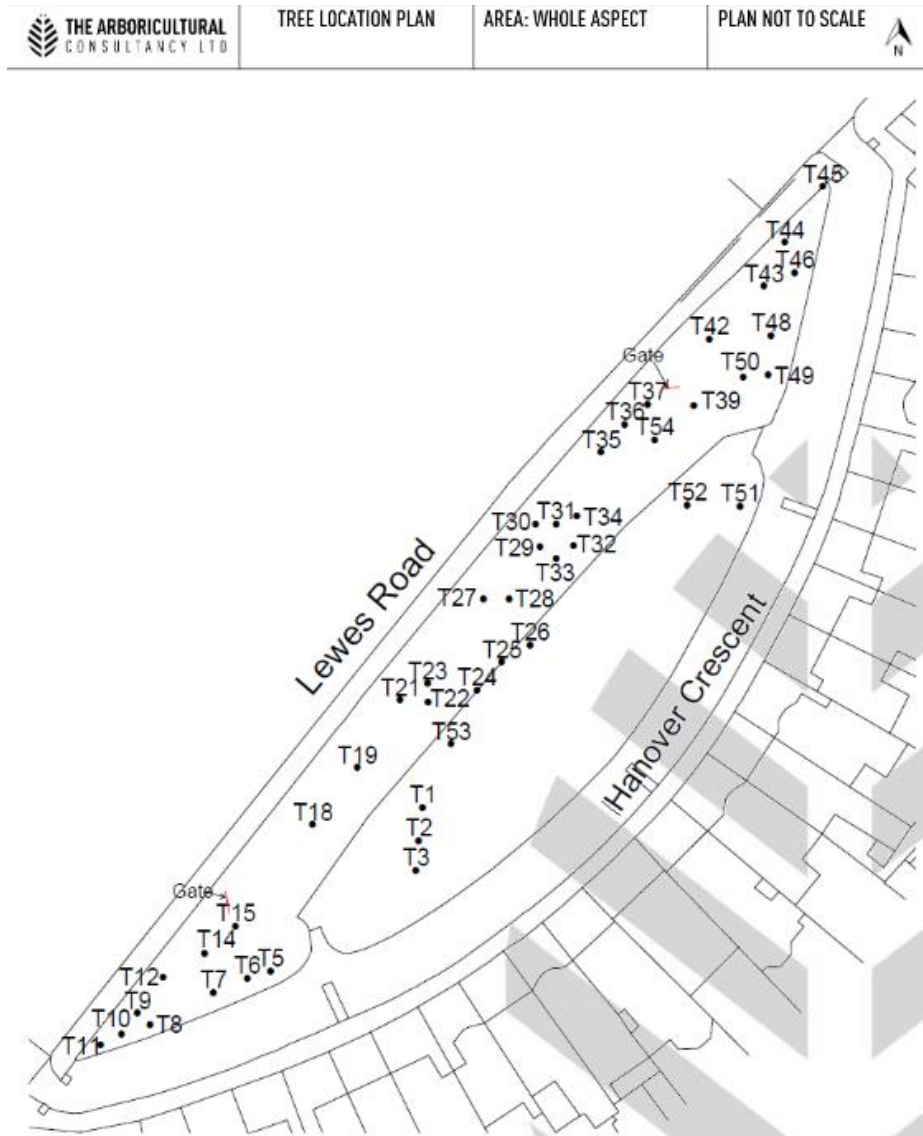 THE ARBORICULTURAL
CONSULTANCY LTD
TREE LOCATION PLAN
AREA: WHOLE ASPECT
PLAN NOT TO SCALE
N
T45
T44
T46
T43
T42
T48
Gate
T50
T49
T37
T39
T36
T54
T35
T52
T51
T31
T34
T30
T29
T32
T33
Lewes Road
T27
T28
Hanover Crescent
T26
T25
T23
T24
T21
T22
T53
T19
T1
T18
T2
T3
Gate
T15
T14
T5
T6
T12
T7
T9
T8
T10
T11